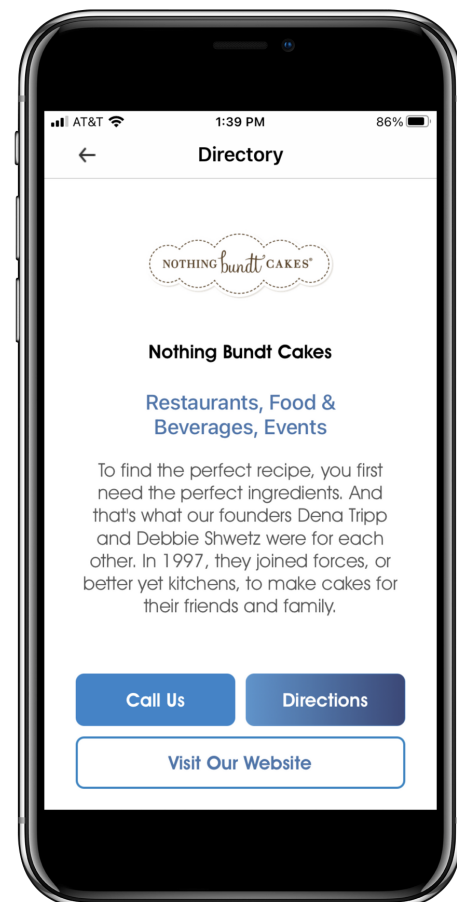 AT&T 1:39 PM 86%
Directory
NOTHING bundt CAKES®
Nothing Bundt Cakes
Restaurants, Food &
Beverages, Events
To find the perfect recipe, you first
need the perfect ingredients. And
that's what our founders Dena Tripp
and Debbie Shwetz were for each
other. In 1997, they joined forces, or
better yet kitchens, to make cakes for
their friends and family.
Call Us Directions
Visit Our Website